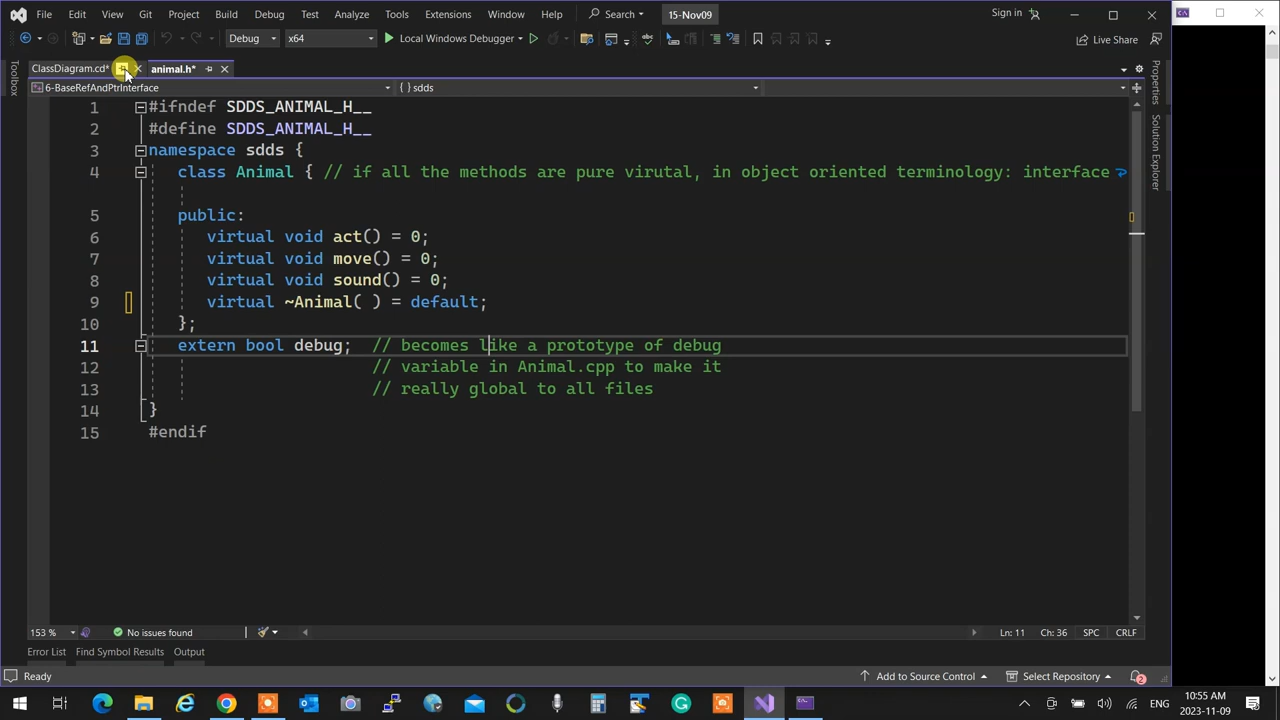 File Edit View Git Project Build Debug Test Analyze Tools Extensions Window Help Search 15-Nov09 Sign in
Debug x64 Local Windows Debugger Live Share
ClassDiagram.cd* animal.h*
6-BaseRefAndPtrInterface {} sdds
Toolbox
Properties
Solution Explorer
1 #ifndef SDDS_ANIMAL_H__
2 #define SDDS_ANIMAL_H__
3 namespace sdds {
4 class Animal { // if all the methods are pure virutal, in object oriented terminology: interface
5 public:
6 virtual void act() = 0;
7 virtual void move() = 0;
8 virtual void sound() = 0;
9 virtual ~Animal( ) = default;
10 };
11 extern bool debug; // becomes like a prototype of debug
12 // variable in Animal.cpp to make it
13 // really global to all files
14 }
15 #endif
153 % No issues found Ln: 11 Ch: 36 SPC CRLF
Error List Find Symbol Results Output
Ready Add to Source Control Select Repository 2
10:55 AM
2023-11-09